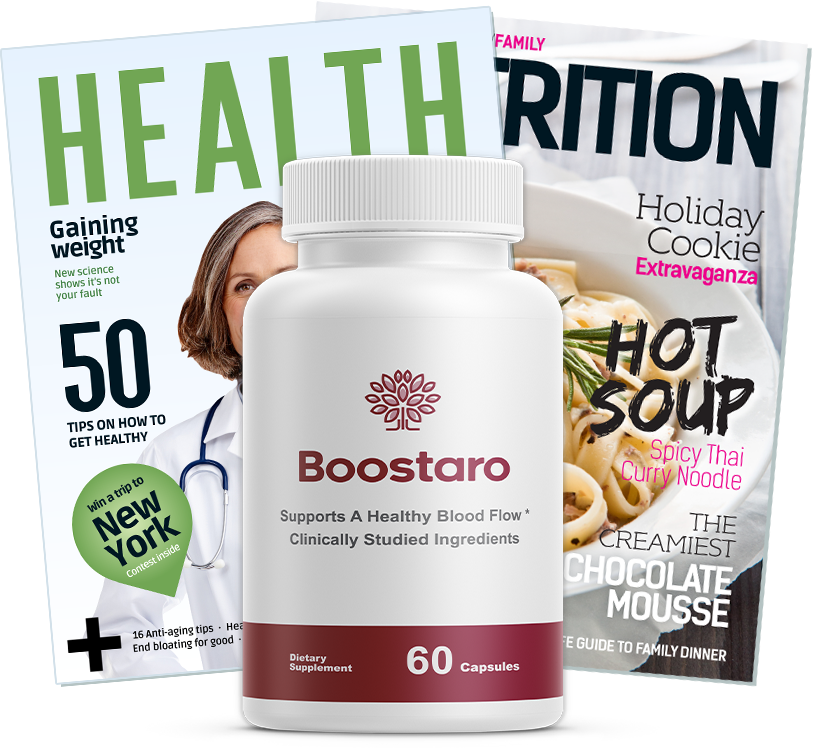 HEALTH
Gaining
weight
New science
shows it's not
your fault
50
TIPS ON HOW TO
GET HEALTHY
Win a trip to
New
York
Contest inside
16 Anti-aging tips ·
End bloating for good ·
FAMILY
RITION
Holiday
Cookie
Extravaganza
HOT
SOUP
Spicy Thai
Curry Noodle
THE
CREAMIEST
CHOCOLATE
MOUSSE
GUIDE TO FAMILY DINNER
Boostaro
Supports A Healthy Blood Flow *
Clinically Studied Ingredients
Dietary
Supplement
60 Capsules